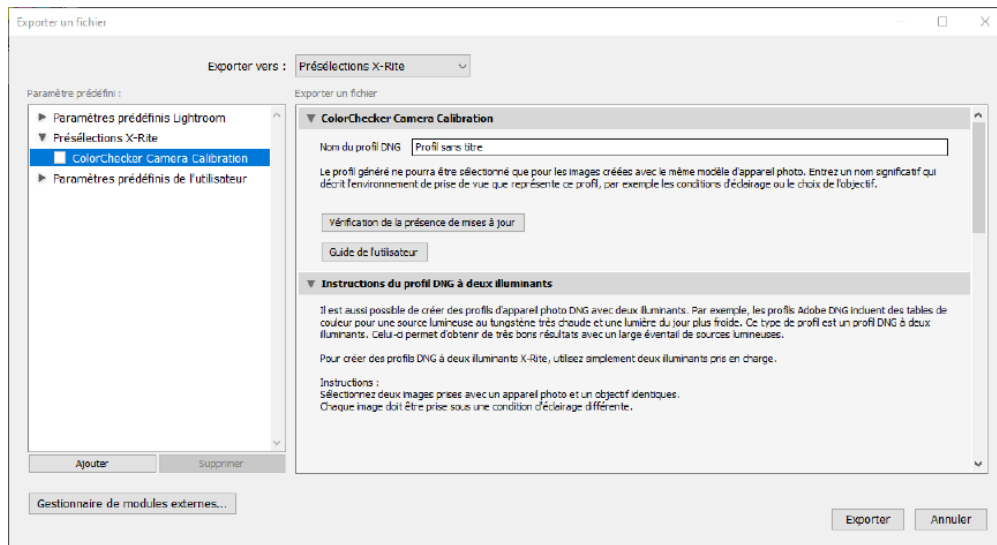 Exporter un fichier
Exporter vers : Présélections X-Rite
Paramètre prédéfini :
▶ Paramètres prédéfinis Lightroom
▼ Présélections X-Rite
ColorChecker Camera Calibration
▶ Paramètres prédéfinis de l'utilisateur
Ajouter
Supprimer
Exporter un fichier
▼ ColorChecker Camera Calibration
Nom du profil DNG Profil sans titre
Le profil généré ne pourra être sélectionné que pour les images créées avec le même modèle d'appareil photo. Entrez un nom significatif qui
décrit l'environnement de prise de vue que représente ce profil, par exemple les conditions d'éclairage ou le choix de l'objectif.
Vérification de la présence de mises à jour
Guide de l'utilisateur
▼ Instructions du profil DNG à deux illuminants
Il est aussi possible de créer des profils d'appareil photo DNG avec deux illuminants. Par exemple, les profils Adobe DNG incluent des tables de
couleur pour une source lumineuse au tungstène très chaude et une lumière du jour plus froide. Ce type de profil est un profil DNG à deux
illuminants. Celui-ci permet d'obtenir de très bons résultats avec un large éventail de sources lumineuses.
Pour créer des profils DNG à deux illuminants X-Rite, utilisez simplement deux illuminants pris en charge.
Instructions :
Sélectionnez deux images prises avec un appareil photo et un objectif identiques.
Chaque image doit être prise sous une condition d'éclairage différente.
Gestionnaire de modules externes...
Exporter
Annuler